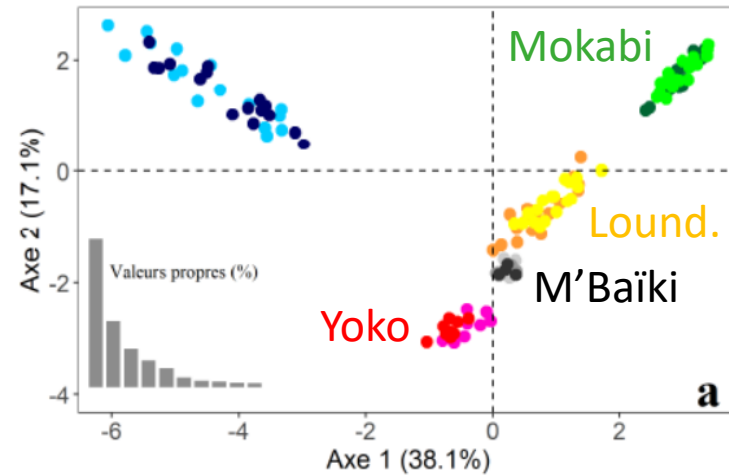 Mokabi
2
0
Axe 2 (17.1%)
Lound.
Valeurs propres (%)
M'Baïki
-2
Yoko
-4
a
-6
-4
-2
0
2
Axe 1 (38.1%)